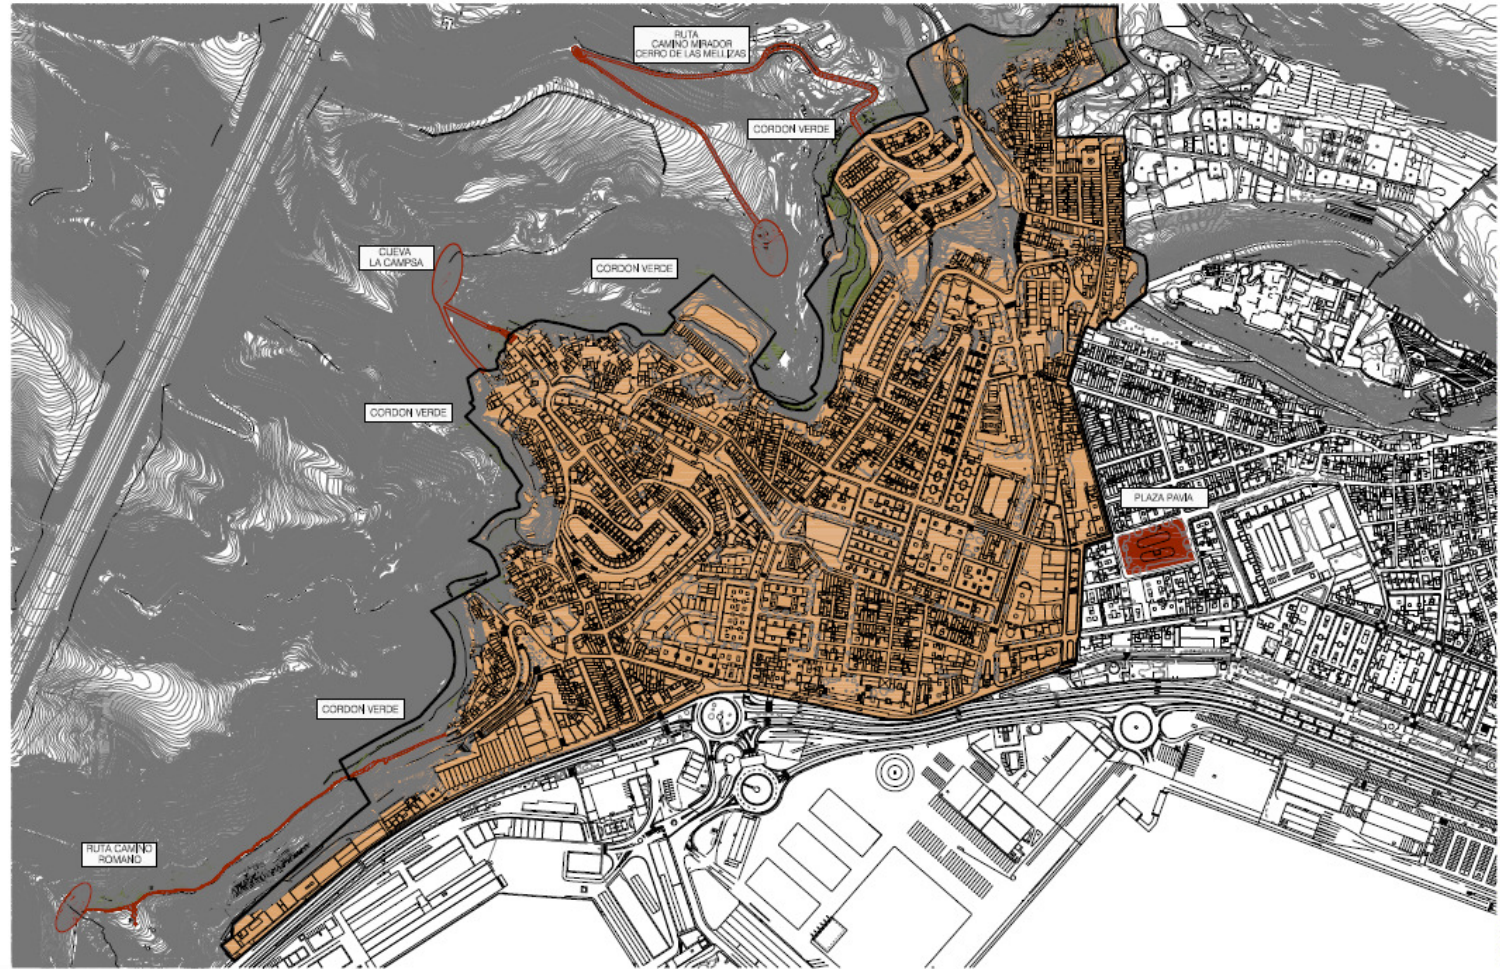 RUTA
CAMINO MIRADOR
CERRO DE LAS MELLIZAS
CORDON VERDE
CUEVA
LA CAMPSA
CORDON VERDE
CORDON VERDE
PLAZA PAVIA
CORDON VERDE
RUTA CAMINO
ROMANO